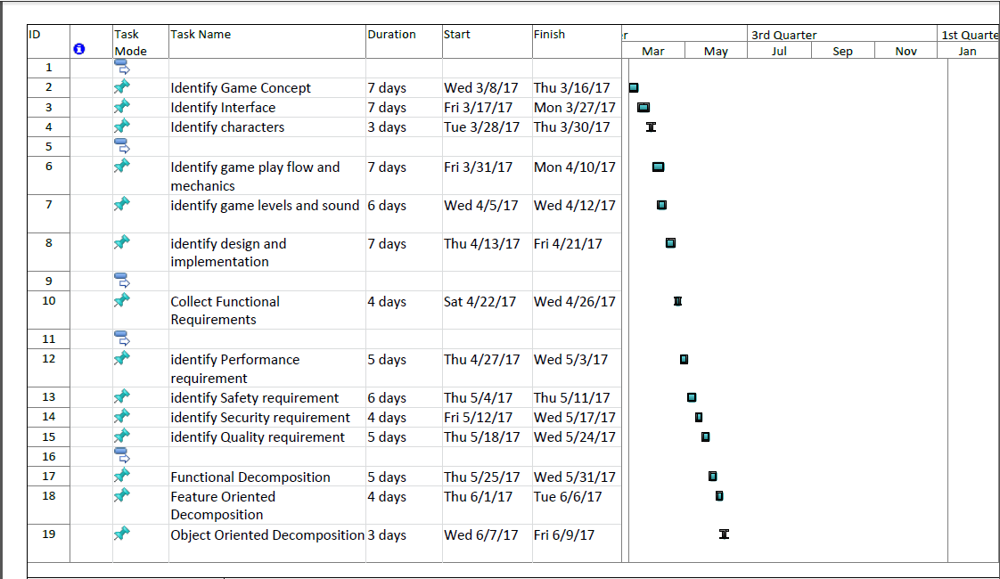 ID Task Mode Task Name Duration Start Finish r 3rd Quarter 1st Quarte
Mar May Jul Sep Nov Jan
1
2 Identify Game Concept 7 days Wed 3/8/17 Thu 3/16/17
3 Identify Interface 7 days Fri 3/17/17 Mon 3/27/17
4 Identify characters 3 days Tue 3/28/17 Thu 3/30/17
5
6 Identify game play flow and mechanics 7 days Fri 3/31/17 Mon 4/10/17
7 identify game levels and sound 6 days Wed 4/5/17 Wed 4/12/17
8 identify design and implementation 7 days Thu 4/13/17 Fri 4/21/17
9
10 Collect Functional Requirements 4 days Sat 4/22/17 Wed 4/26/17
11
12 identify Performance requirement 5 days Thu 4/27/17 Wed 5/3/17
13 identify Safety requirement 6 days Thu 5/4/17 Thu 5/11/17
14 identify Security requirement 4 days Fri 5/12/17 Wed 5/17/17
15 identify Quality requirement 5 days Thu 5/18/17 Wed 5/24/17
16
17 Functional Decomposition 5 days Thu 5/25/17 Wed 5/31/17
18 Feature Oriented Decomposition 4 days Thu 6/1/17 Tue 6/6/17
19 Object Oriented Decomposition 3 days Wed 6/7/17 Fri 6/9/17